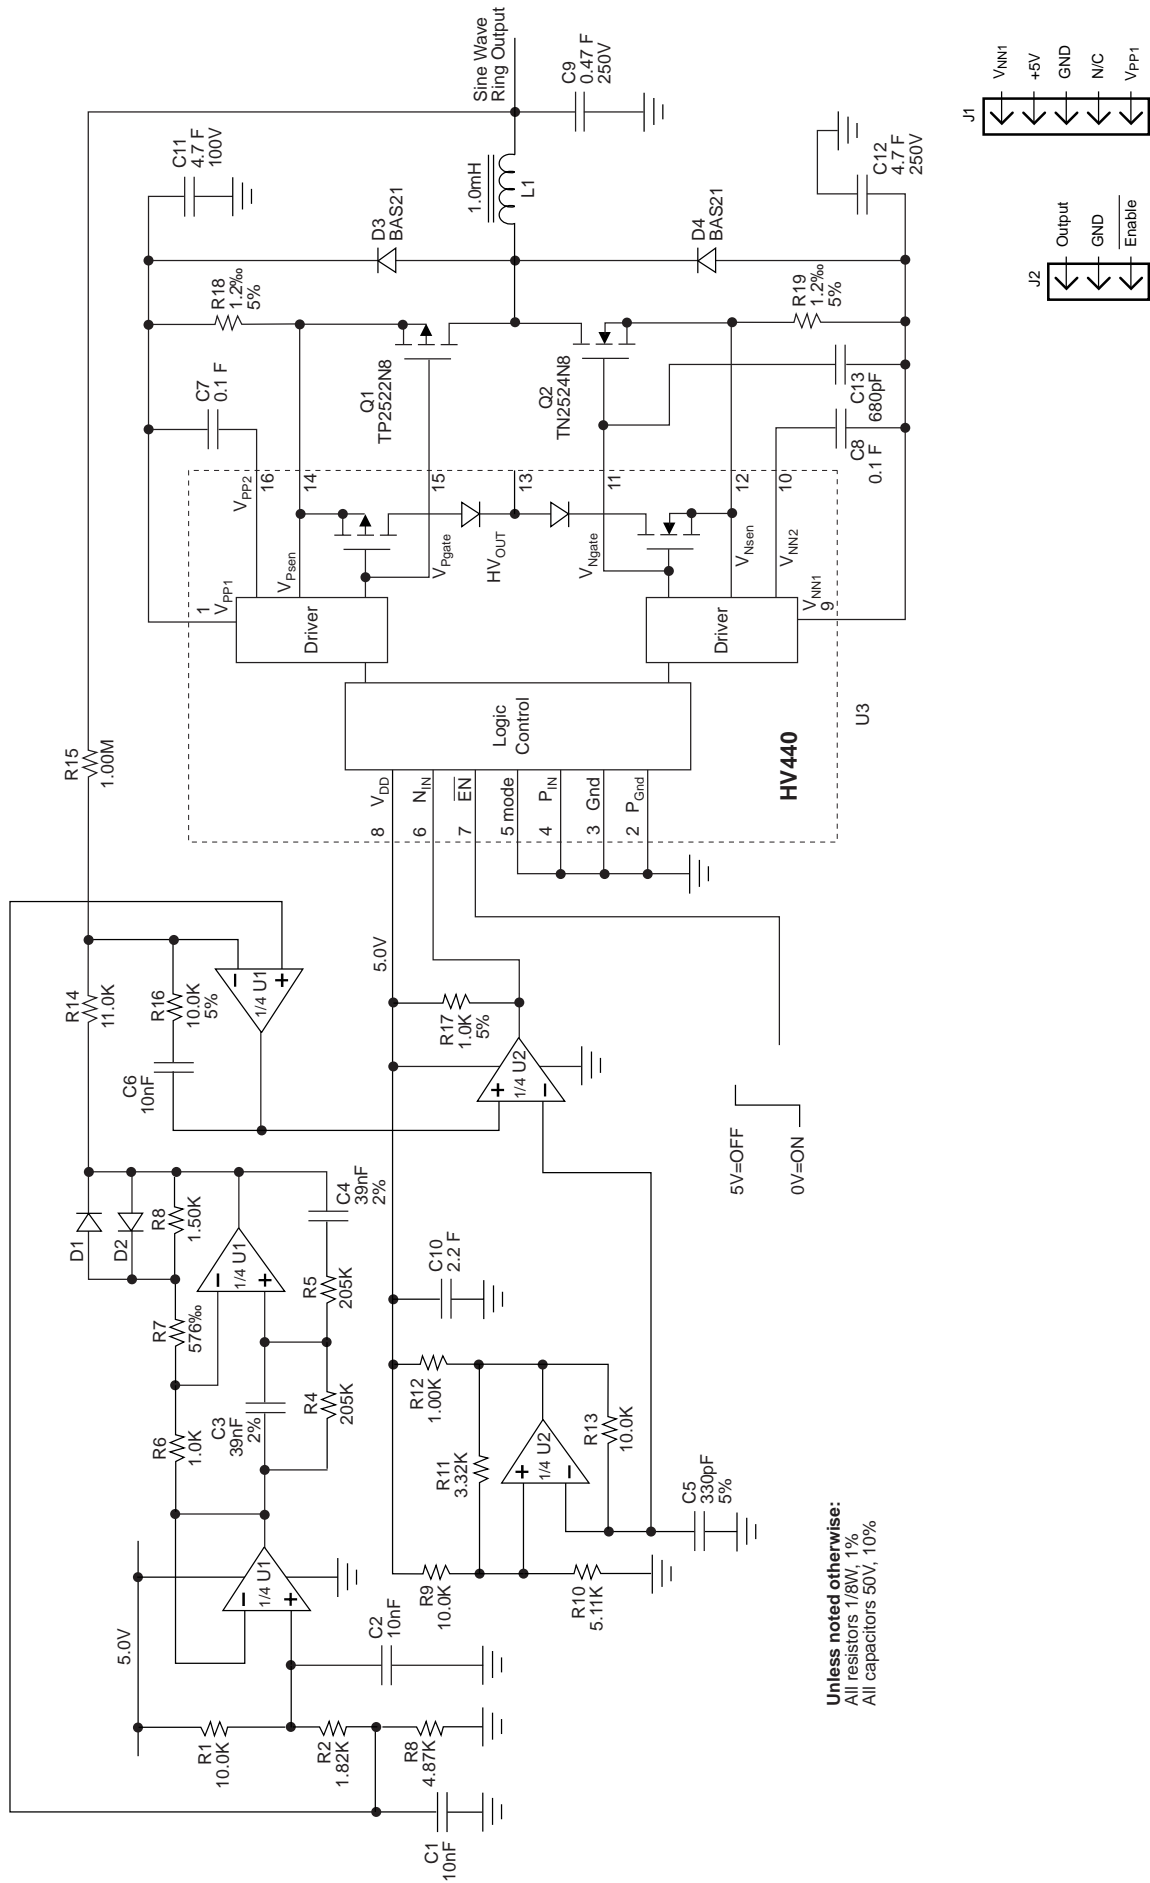 5.0V
R1
10.0K
R2
1.82K
R8
4.87K
C1
10nF
C2
10nF
−
+
1/4 U1
R6
1.0K
C3
39nF
2%
R7
576‰
R4
205K
R5
205K
C4
39nF
2%
D1
D2
R8
1.50K
−
+
1/4 U1
R14
11.0K
C6
10nF
R16
10.0K
5%
−
+
1/4 U1
R15
1.00M
R9
10.0K
R10
5.11K
R11
3.32K
R12
1.00K
R13
10.0K
+
−
1/4 U2
C5
330pF
5%
C10
2.2 F
5.0V
R17
1.0K
5%
+
−
1/4 U2
5V=OFF
0V=ON
8
VDD
6
NIN
7
EN
5 mode
4
PIN
3
Gnd
2
PGnd
Logic
Control
HV440
U3
Driver
Driver
1
VPP1
VPP2
16
VPsen
14
VPgate
15
HVOUT
13
VNgate
11
VNsen
12
VNN2
10
VNN1
9
C7
0.1 F
R18
1.2‰
5%
Q1
TP2522N8
Q2
TN2524N8
C8
0.1 F
C13
680pF
R19
1.2‰
5%
D3
BAS21
D4
BAS21
C11
4.7 F
100V
C12
4.7 F
250V
1.0mH
L1
Sine Wave
Ring Output
C9
0.47 F
250V
J2
Output
GND
Enable
J1
VNN1
+5V
GND
N/C
VPP1
Unless noted otherwise:
All resistors 1/8W, 1%
All capacitors 50V, 10%